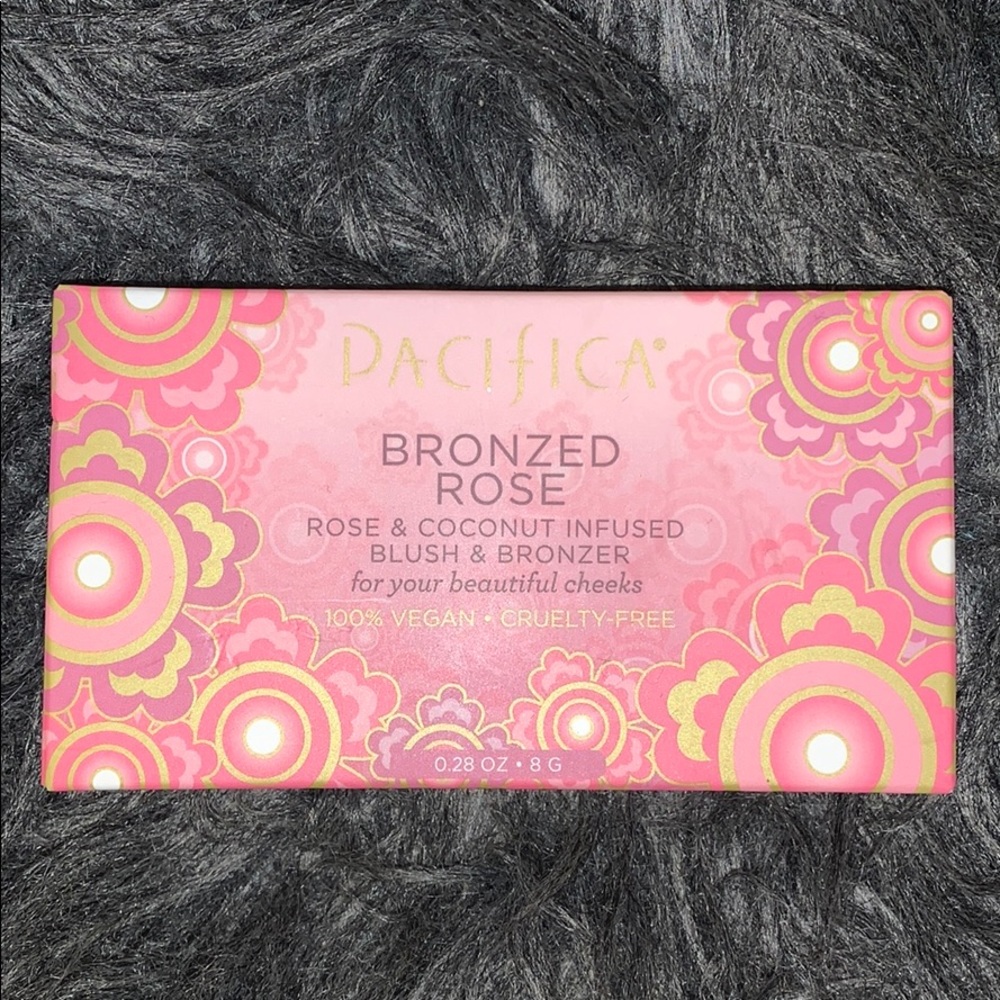 PACIFICA®
BRONZED
ROSE
ROSE & COCONUT INFUSED
BLUSH & BRONZER
for your beautiful cheeks
100% VEGAN • CRUELTY-FREE
0.28 OZ • 8 G